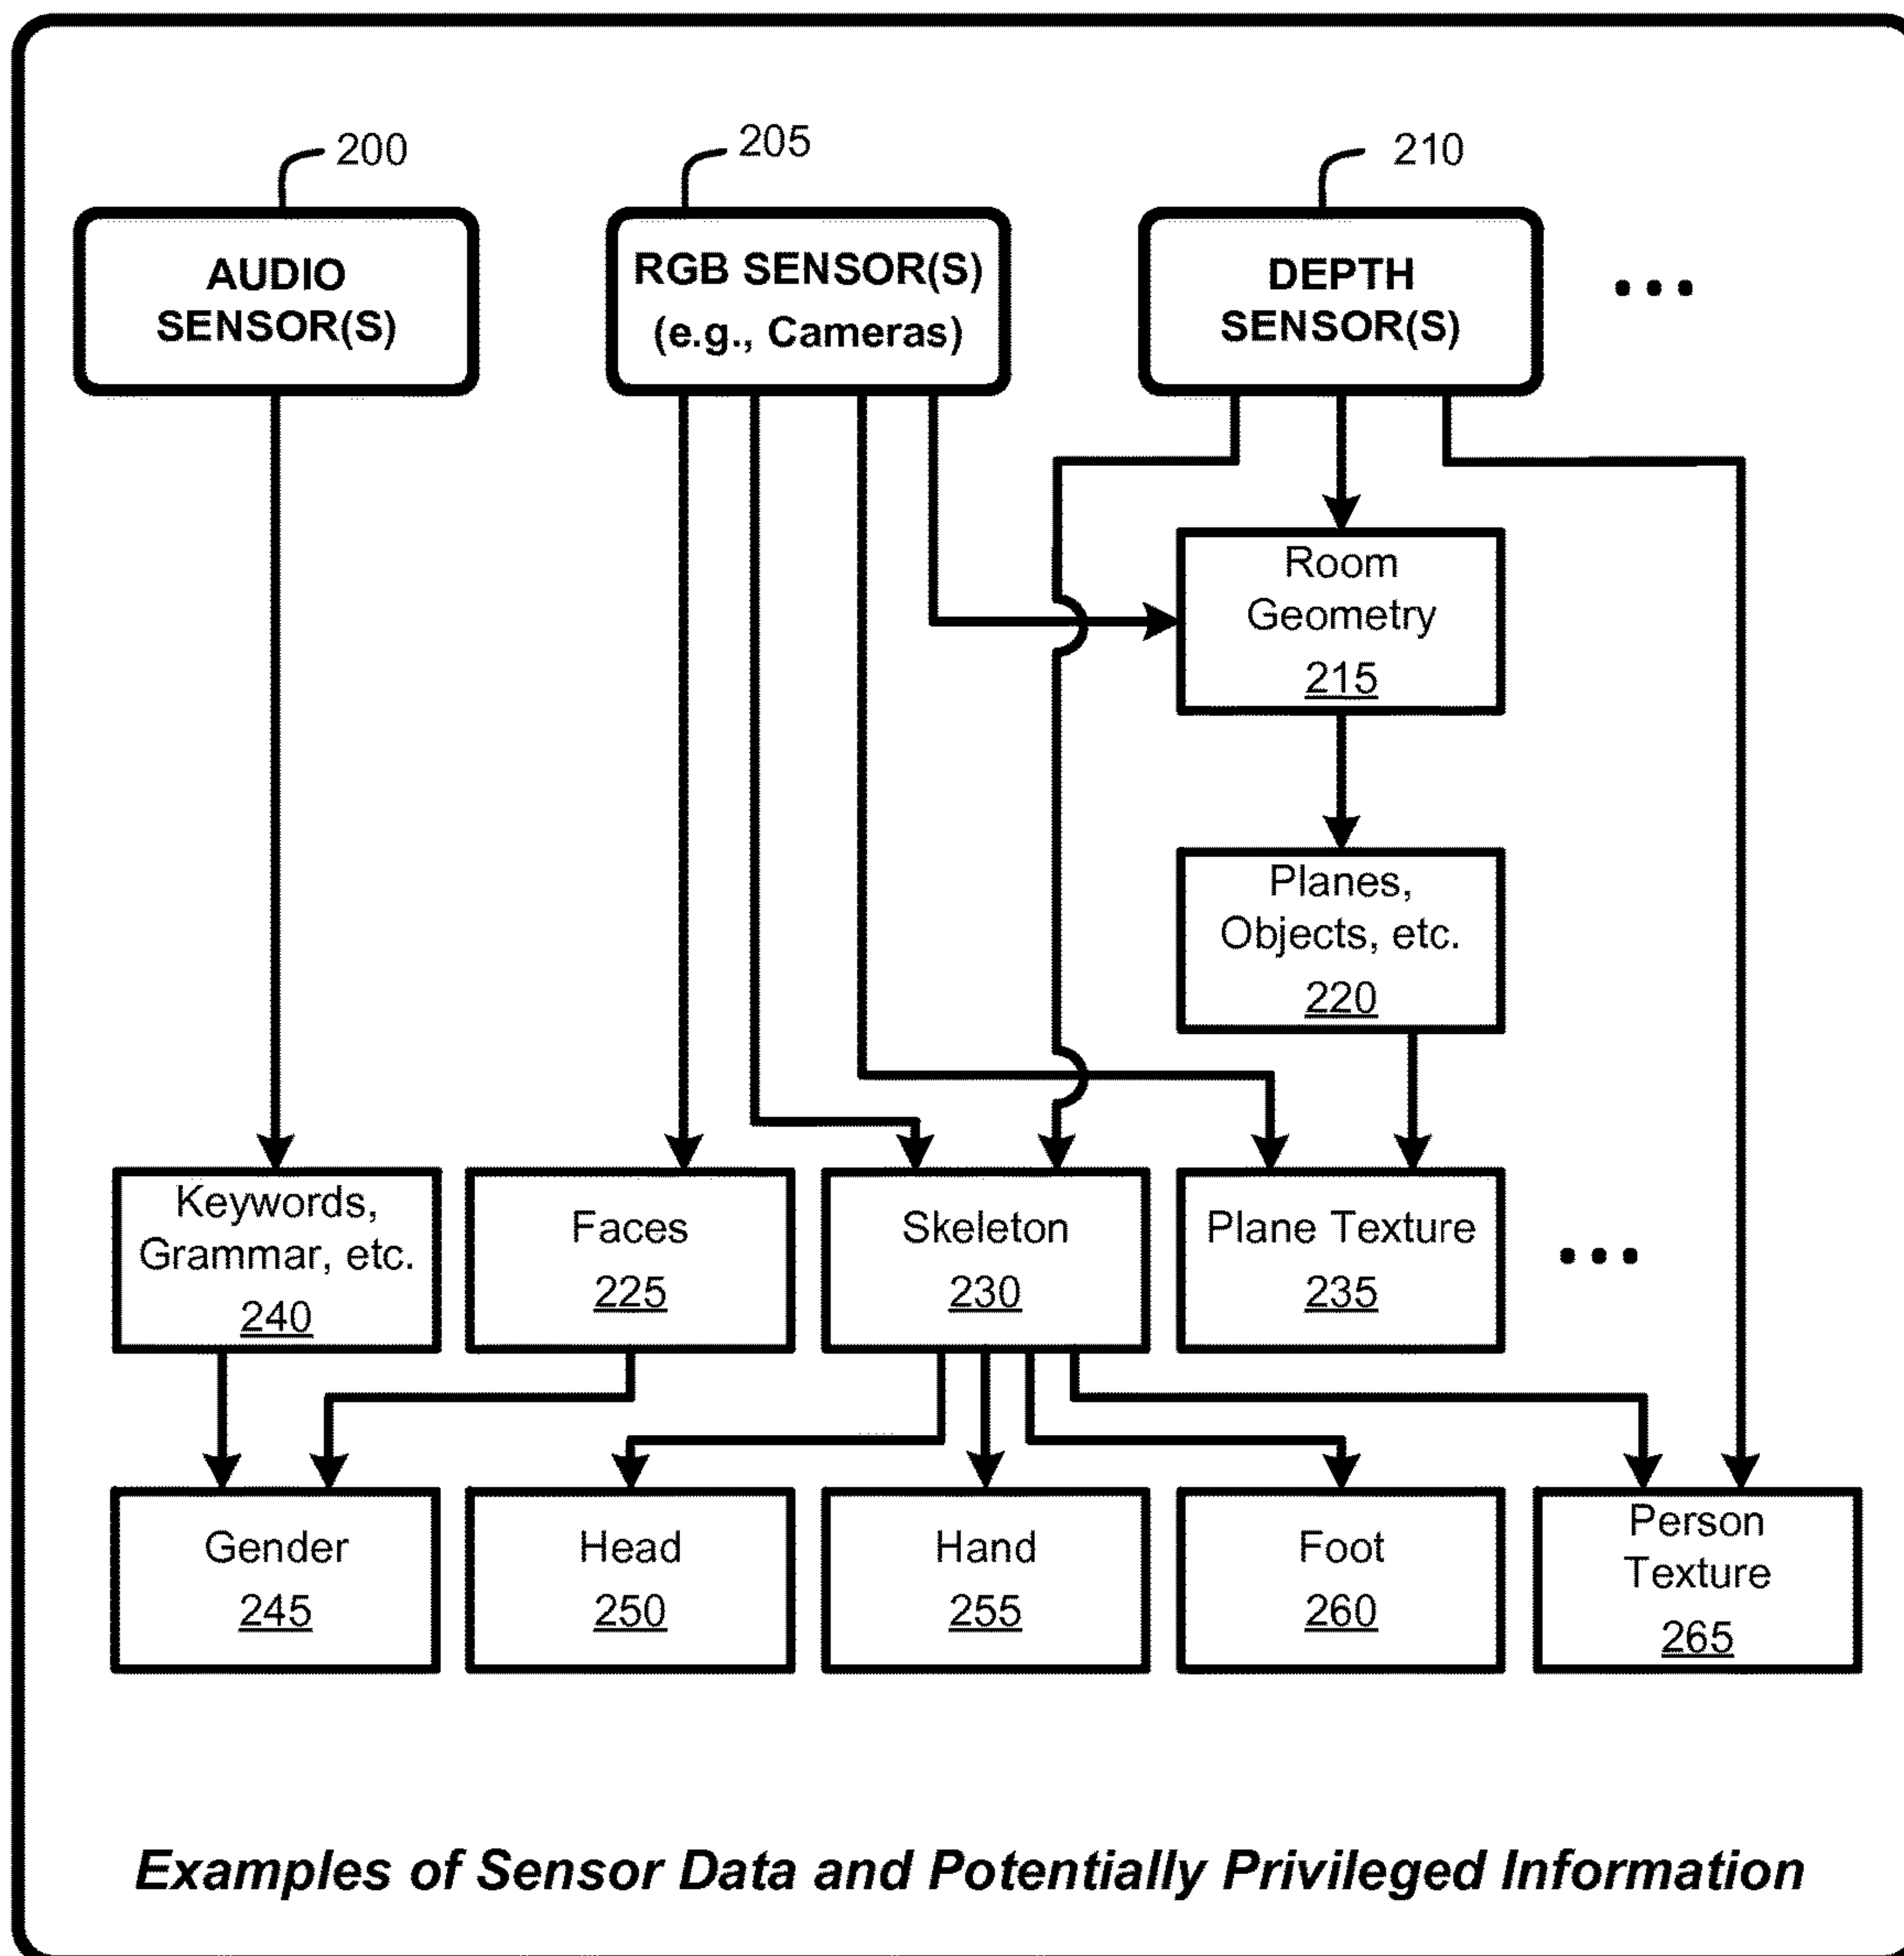 200
205
210
AUDIO
SENSOR(S)
RGB SENSOR(S)
(e.g., Cameras)
DEPTH
SENSOR(S)
...
Room
Geometry
215
Planes,
Objects, etc.
220
Keywords,
Grammar, etc.
240
Faces
225
Skeleton
230
Plane Texture
235
...
Gender
245
Head
250
Hand
255
Foot
260
Person
Texture
265
Examples of Sensor Data and Potentially Privileged Information